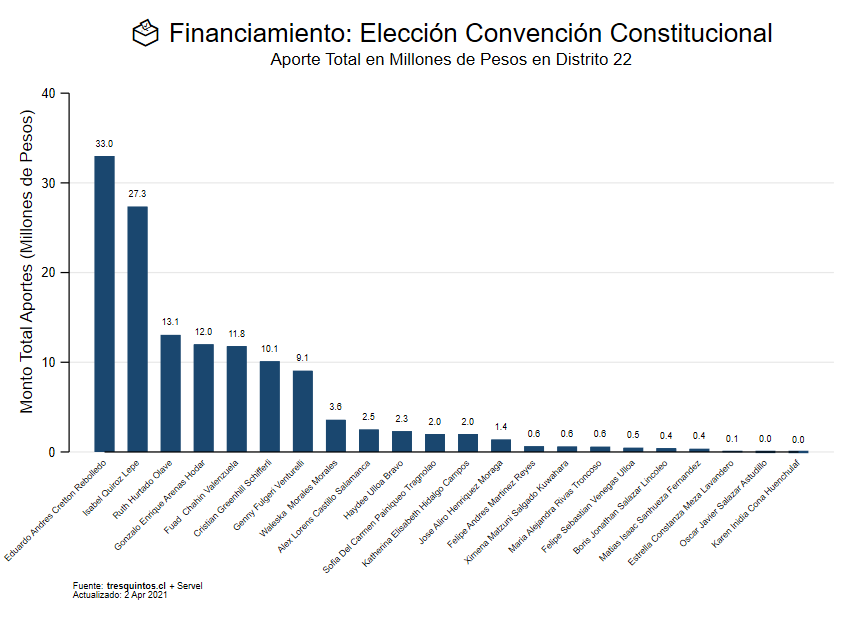 Financiamiento: Elección Convención Constitucional
Aporte Total en Millones de Pesos en Distrito 22
Monto Total Aportes (Millones de Pesos)
40
30
20
10
0
33.0
27.3
13.1
12.0
11.8
10.1
9.1
3.6
2.5
2.3
2.0
2.0
1.4
0.6
0.6
0.6
0.5
0.4
0.4
0.1
0.0
0.0
Eduardo Andres Cretton Rebolledo
Isabel Quiroz Lepe
Ruth Hurtado Olave
Gonzalo Enrique Arenas Hodar
Fuad Chahin Valenzuela
Cristian Greenhill Schifferli
Genny Fulgeri Venturelli
Waleska Morales Morales
Alex Lorens Castillo Salamanca
Haydee Ulloa Bravo
Sofia Del Carmen Painiqueo Tragnolao
Katherina Elisabeth Hidalgo Campos
Jose Aliro Henriquez Moraga
Felipe Andres Martinez Reyes
Ximena Matzuni Salgado Kuwahara
Maria Alejandra Rivas Troncoso
Felipe Sebastian Venegas Ulloa
Boris Jonathan Salazar Lincoleo
Matias Isaac Sanhueza Fernandez
Estrella Constanza Meza Lavandero
Oscar Javier Salazar Astudillo
Karen Inidia Cona Huenchulaf
Fuente: tresquintos.cl + Servel
Actualizado: 2 Apr 2021